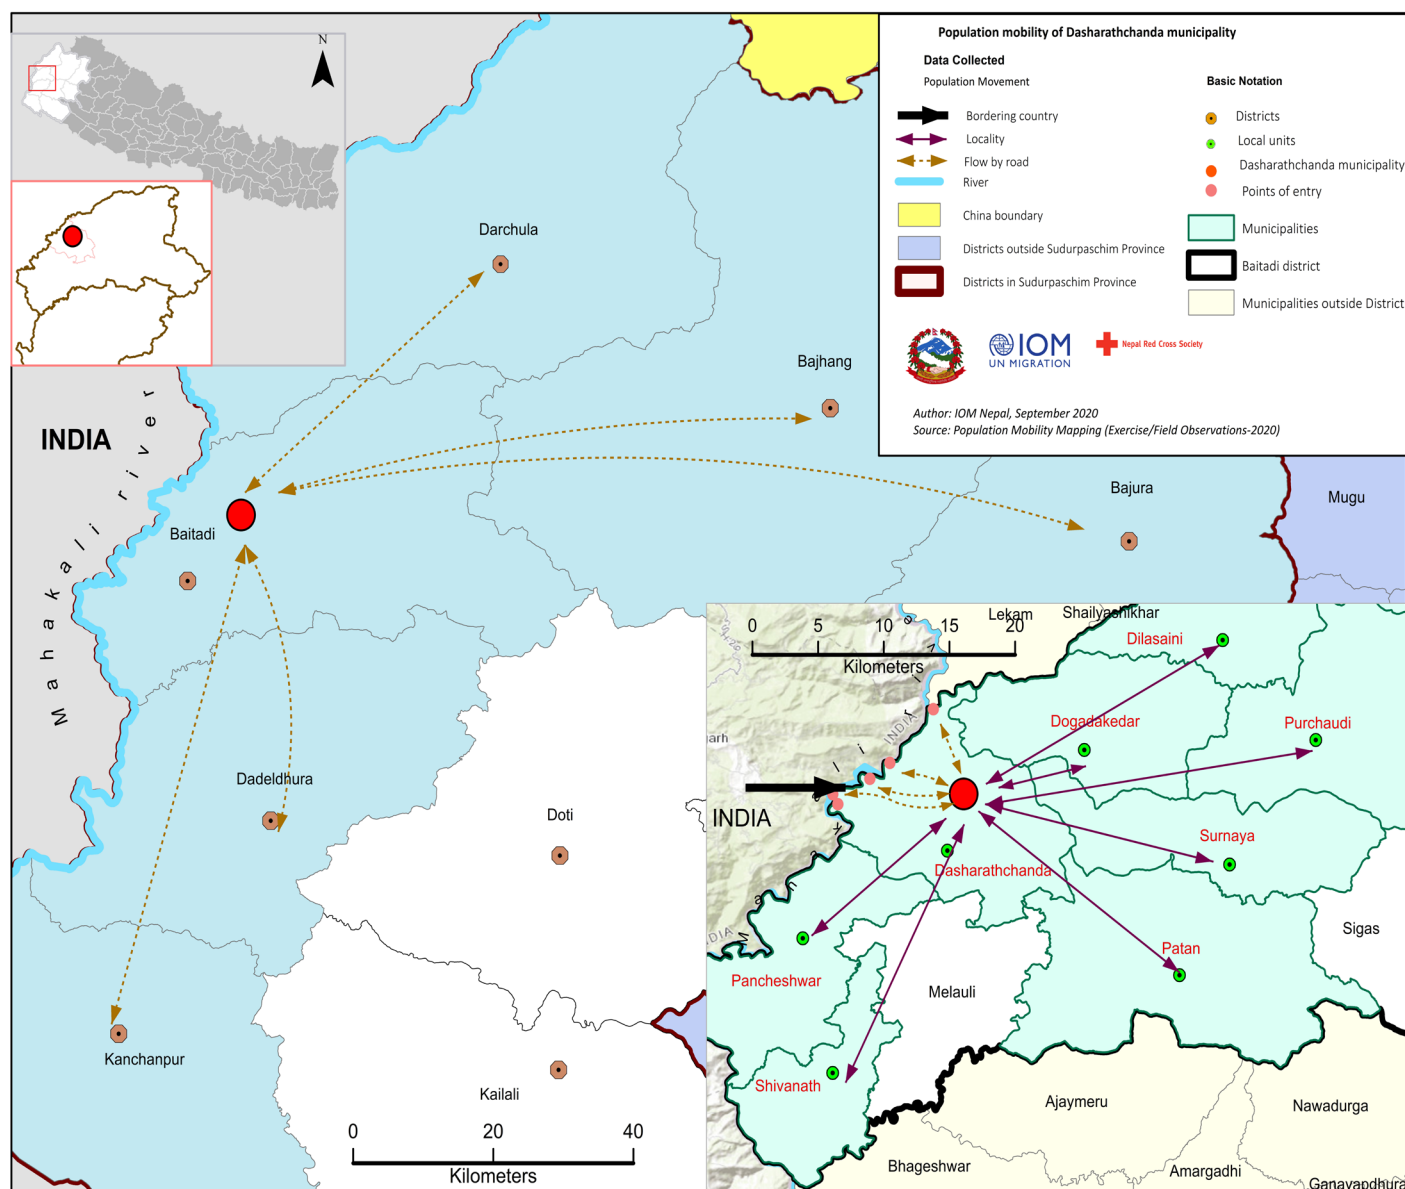 Population mobility of Dasharathchanda municipality
Data Collected
Population Movement
Bordering country
Locality
Flow by road
River
China boundary
Districts outside Sudurpaschim Province
Districts in Sudurpaschim Province
Basic Notation
Districts
Local units
Dasharathchanda municipality
Points of entry
Municipalities
Baitadi district
Municipalities outside District
IOM
UN MIGRATION
Nepal Red Cross Society
Author: IOM Nepal, September 2020
Source: Population Mobility Mapping (Exercise/Field Observations-2020)
N
Darchula
Bajhang
INDIA
Mahakali river
Bajura
Mugu
Baitadi
Dadeldhura
Doti
Kanchanpur
Kailali
0 20 40
Kilometers
Lekam
Shailyashikhar
0 5 10 15 20
Kilometers
Dilasaini
Dogadakedar
Purchaudi
INDIA
arh
INDIA
Surnaya
Dasharathchanda
Sigas
Patan
Pancheshwar
Melauli
Shivanath
Ajaymeru
Nawadurga
Bhageshwar
Amargadhi
Ganayapdhura